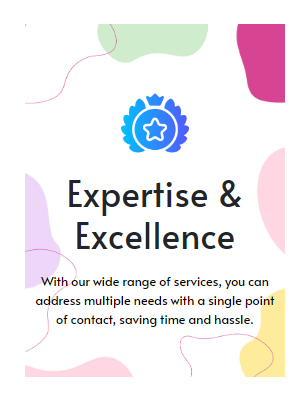 Expertise &
Excellence
With our wide range of services, you can
address multiple needs with a single point
of contact, saving time and hassle.